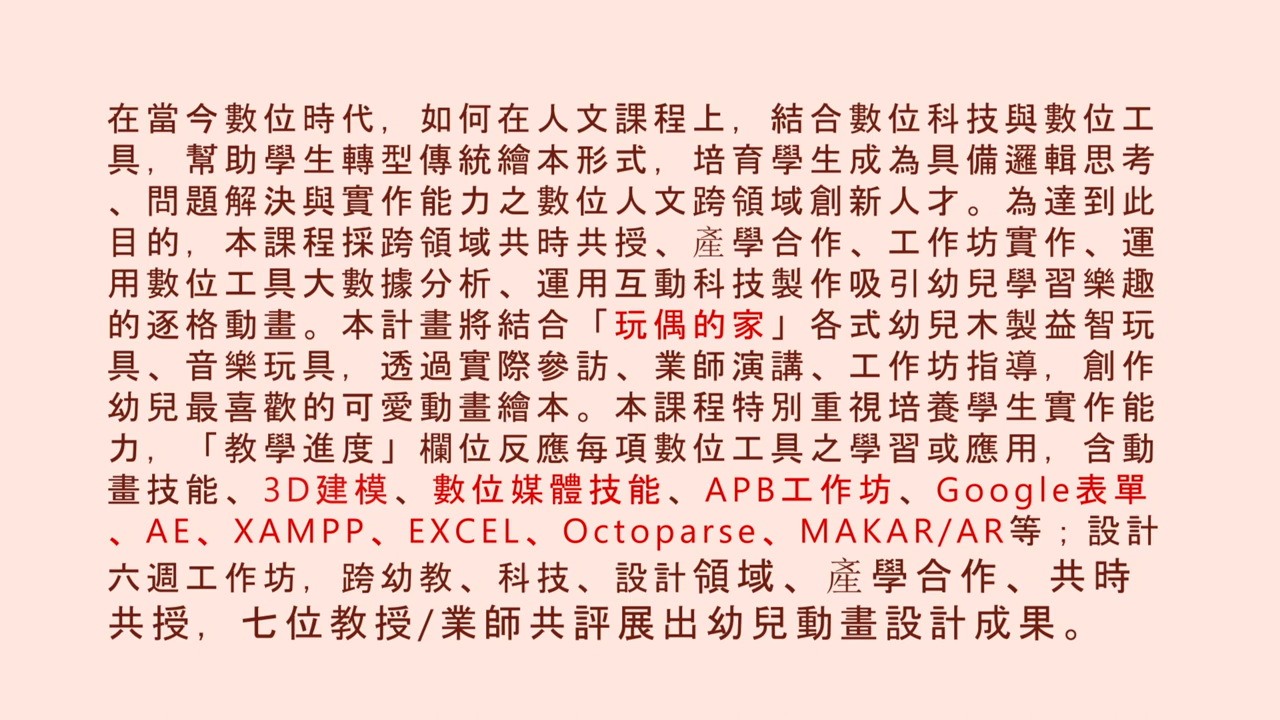 在當今數位時代，如何在人文課程上，結合數位科技與數位工
具，幫助學生轉型傳統繪本形式，培育學生成為具備邏輯思考
、問題解決與實作能力之數位人文跨領域創新人才。為達到此
目的，本課程採跨領域共時共授、產學合作、工作坊實作、運
用數位工具大數據分析、運用互動科技製作吸引幼兒學習樂趣
的逐格動畫。本計畫將結合「玩偶的家」各式幼兒木製益智玩
具、音樂玩具，透過實際參訪、業師演講、工作坊指導，創作
幼兒最喜歡的可愛動畫繪本。本課程特別重視培養學生實作能
力，「教學進度」欄位反應每項數位工具之學習或應用，含動
畫技能、3D建模、數位媒體技能、APB工作坊、Google表單
、AE、XAMPP、EXCEL、Octoparse、MAKAR/AR等；設計
六週工作坊，跨幼教、科技、設計領域、產學合作、共時
共授，七位教授/業師共評展出幼兒動畫設計成果。